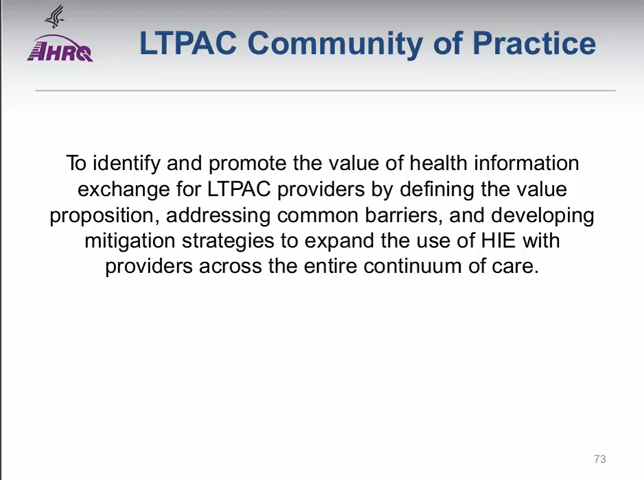 AHRQ
LTPAC Community of Practice
To identify and promote the value of health information
exchange for LTPAC providers by defining the value
proposition, addressing common barriers, and developing
mitigation strategies to expand the use of HIE with
providers across the entire continuum of care.
73